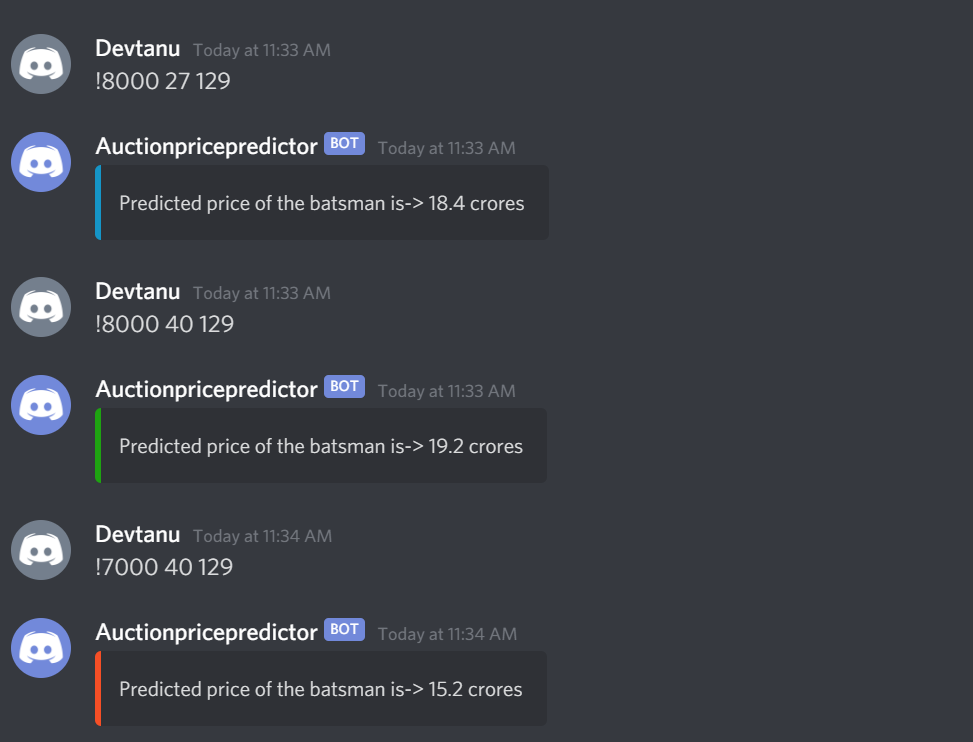 Devtanu Today at 11:33 AM
!8000 27 129
Auctionpricepredictor BOT Today at 11:33 AM
Predicted price of the batsman is-> 18.4 crores
Devtanu Today at 11:33 AM
!8000 40 129
Auctionpricepredictor BOT Today at 11:33 AM
Predicted price of the batsman is-> 19.2 crores
Devtanu Today at 11:34 AM
!7000 40 129
Auctionpricepredictor BOT Today at 11:34 AM
Predicted price of the batsman is-> 15.2 crores